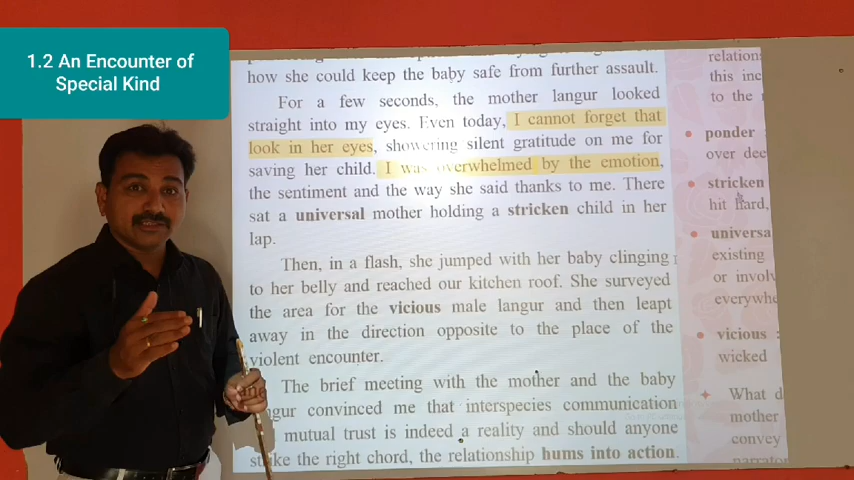 1.2 An Encounter of
Special Kind
how she could keep the baby safe from further assault.
For a few seconds, the mother langur looked
straight into my eyes. Even today, I cannot forget that
look in her eyes, showering silent gratitude on me for
saving her child. I was overwhelmed by the emotion,
the sentiment and the way she said thanks to me. There
sat a universal mother holding a stricken child in her
lap.
Then, in a flash, she jumped with her baby clinging
to her belly and reached our kitchen roof. She surveyed
the area for the vicious male langur and then leapt
away in the direction opposite to the place of the
violent encounter.
The brief meeting with the mother and the baby
ngur convinced me that interspecies communication
mutual trust is indeed a reality and should anyone
strike the right chord, the relationship hums into action.
relations
this inc
to the
ponder :
over dee
stricken
hit hard,
universa
existing
or involv
everywhe
vicious :
wicked
What d
mother
convey
narrato